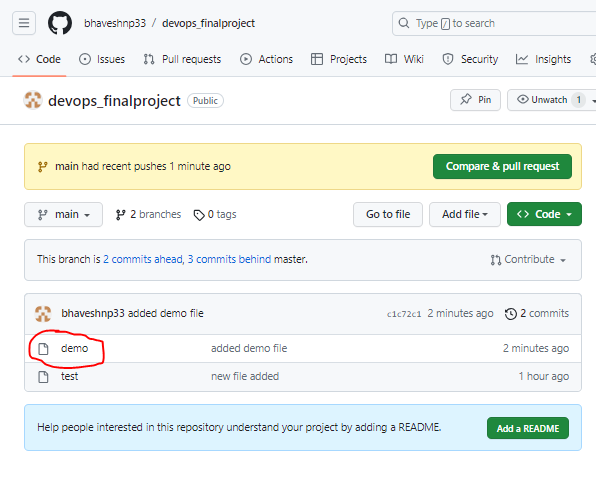 bhaveshnp33 / devops_finalproject
Type / to search
Code Issues Pull requests Actions Projects Wiki Security Insights
devops_finalproject Public Pin Unwatch 1
main had recent pushes 1 minute ago Compare & pull request
main 2 branches 0 tags Go to file Add file Code
This branch is 2 commits ahead, 3 commits behind master. Contribute
bhaveshnp33 added demo file c1c72c1 2 minutes ago 2 commits
demo added demo file 2 minutes ago
test new file added 1 hour ago
Help people interested in this repository understand your project by adding a README. Add a README